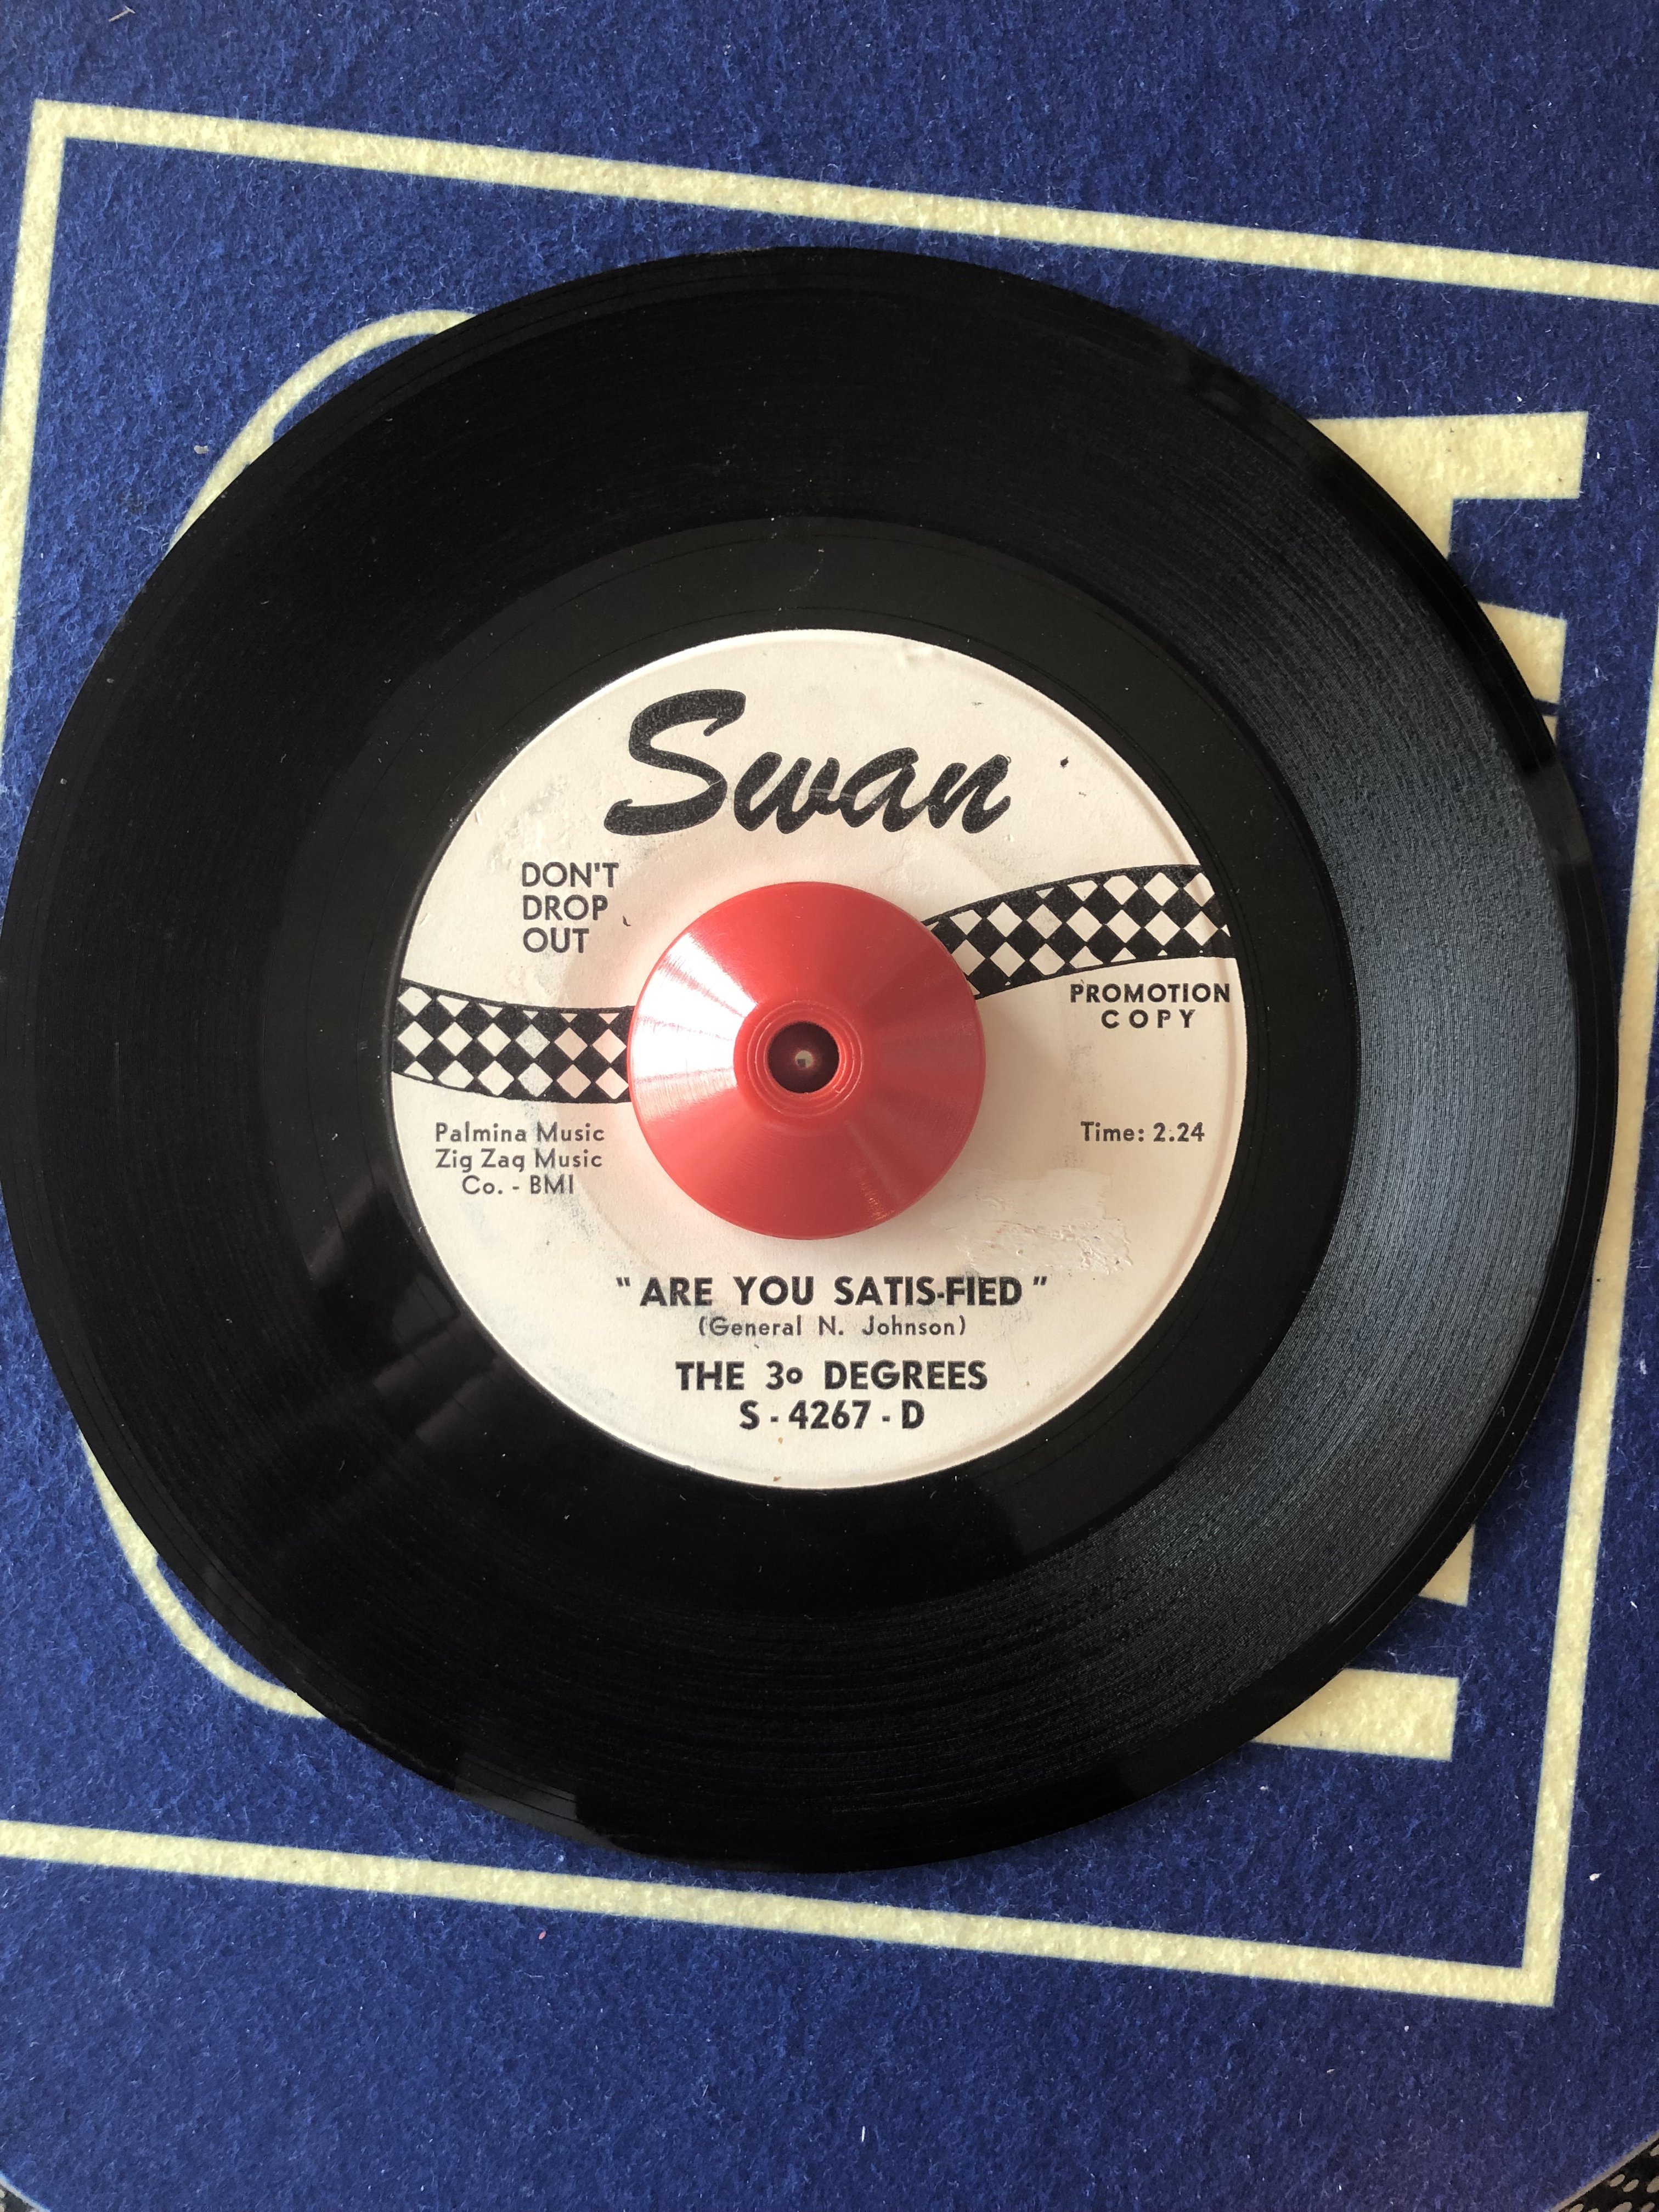 Swan
DON'T
DROP
OUT
PROMOTION
COPY
Palmina Music
Zig Zag Music
Co. - BMI
Time: 2.24
"ARE YOU SATIS-FIED"
(General N. Johnson)
THE 3º DEGREES
S - 4267 - D